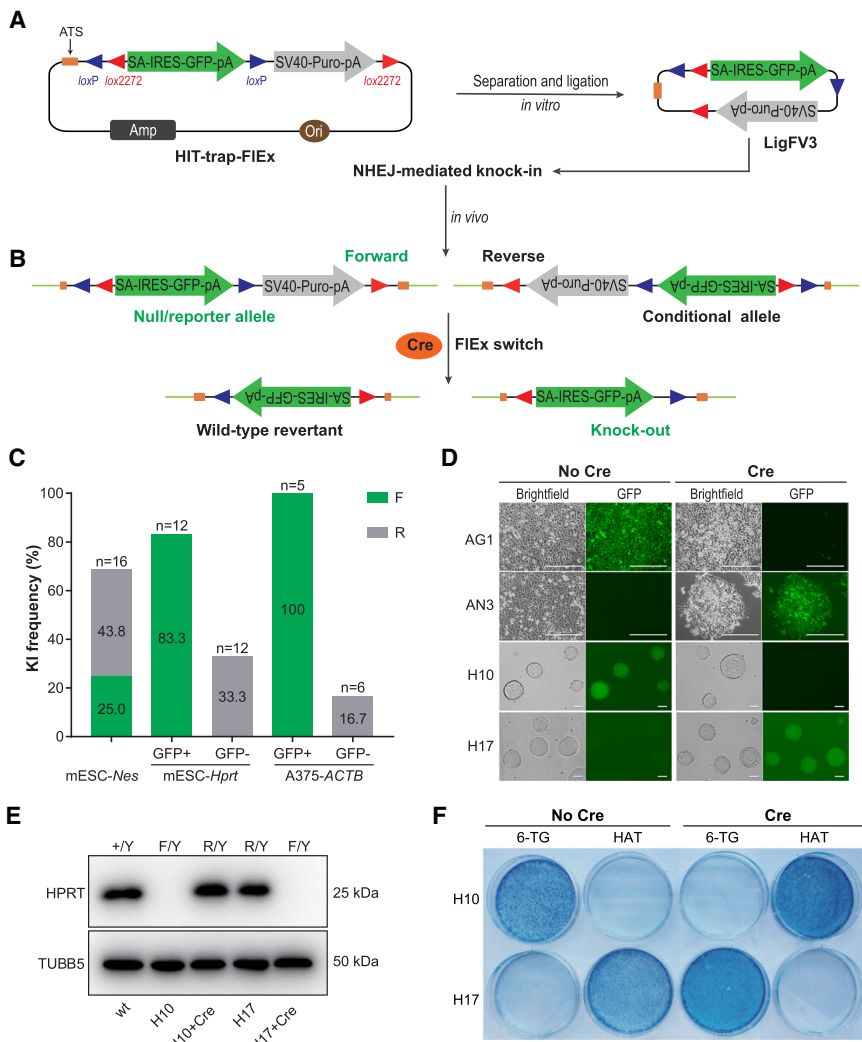 A
ATS
SA-IRES-GFP-pA
SV40-Puro-pA
loxP
lox2272
loxP
lox2272
Amp
Ori
HIT-trap-FlEx
Separation and ligation
in vitro
SA-IRES-GFP-pA
SV40-Puro-pA
LigFV3
NHEJ-mediated knock-in
in vivo
B
Forward
Reverse
SA-IRES-GFP-pA
SV40-Puro-pA
SV40-Puro-pA
SA-IRES-GFP-pA
Null/reporter allele
Conditional allele
Cre
FlEx switch
SA-IRES-GFP-pA
SA-IRES-GFP-pA
Wild-type revertant
Knock-out
C
KI frequency (%)
100
80
60
40
20
0
n=16
n=12
n=12
n=5
n=6
43.8
25.0
83.3
33.3
100
16.7
F
R
GFP+ GFP- GFP+ GFP-
mESC-Nes mESC-Hprt A375-ACTB
D
No Cre Cre
Brightfield GFP Brightfield GFP
AG1
AN3
H10
H17
E
+/Y F/Y R/Y R/Y F/Y
HPRT 25 kDa
TUBB5 50 kDa
wt H10 I10+Cre H17 I17+Cre
F
No Cre Cre
6-TG HAT 6-TG HAT
H10
H17